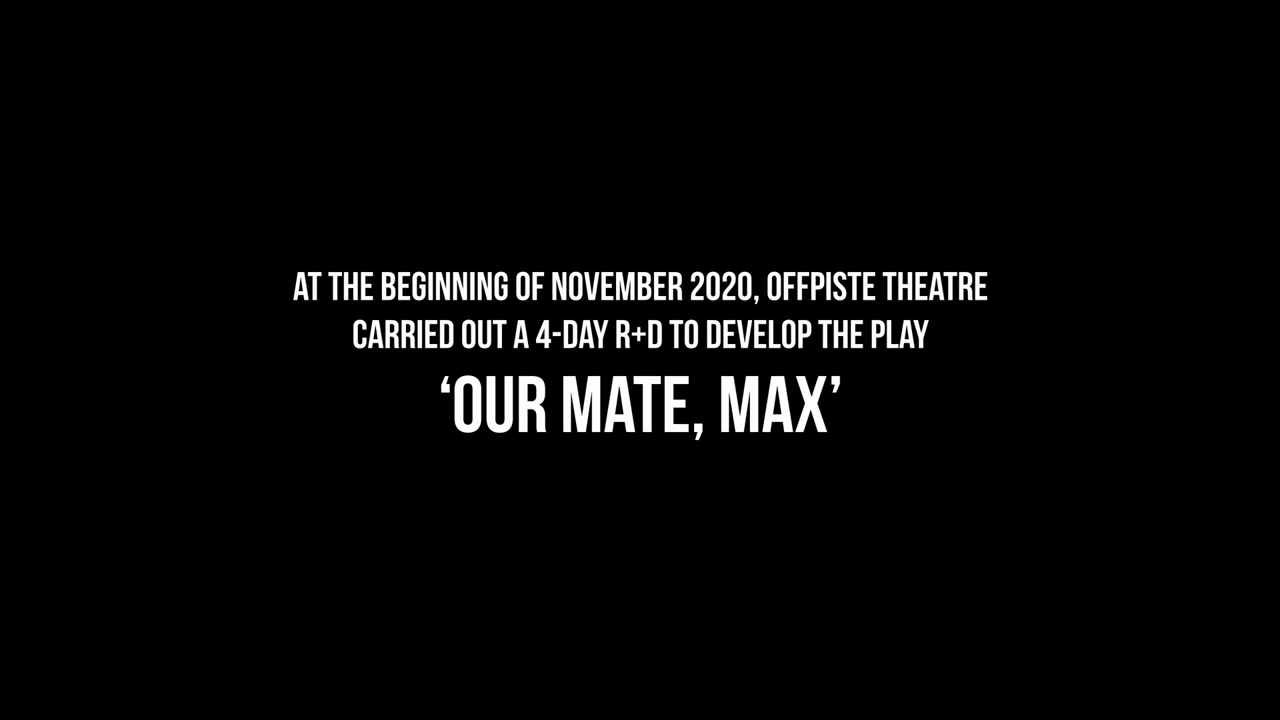 AT THE BEGINNING OF NOVEMBER 2020, OFFPISTE THEATRE
CARRIED OUT A 4-DAY R+D TO DEVELOP THE PLAY
‘OUR MATE, MAX’